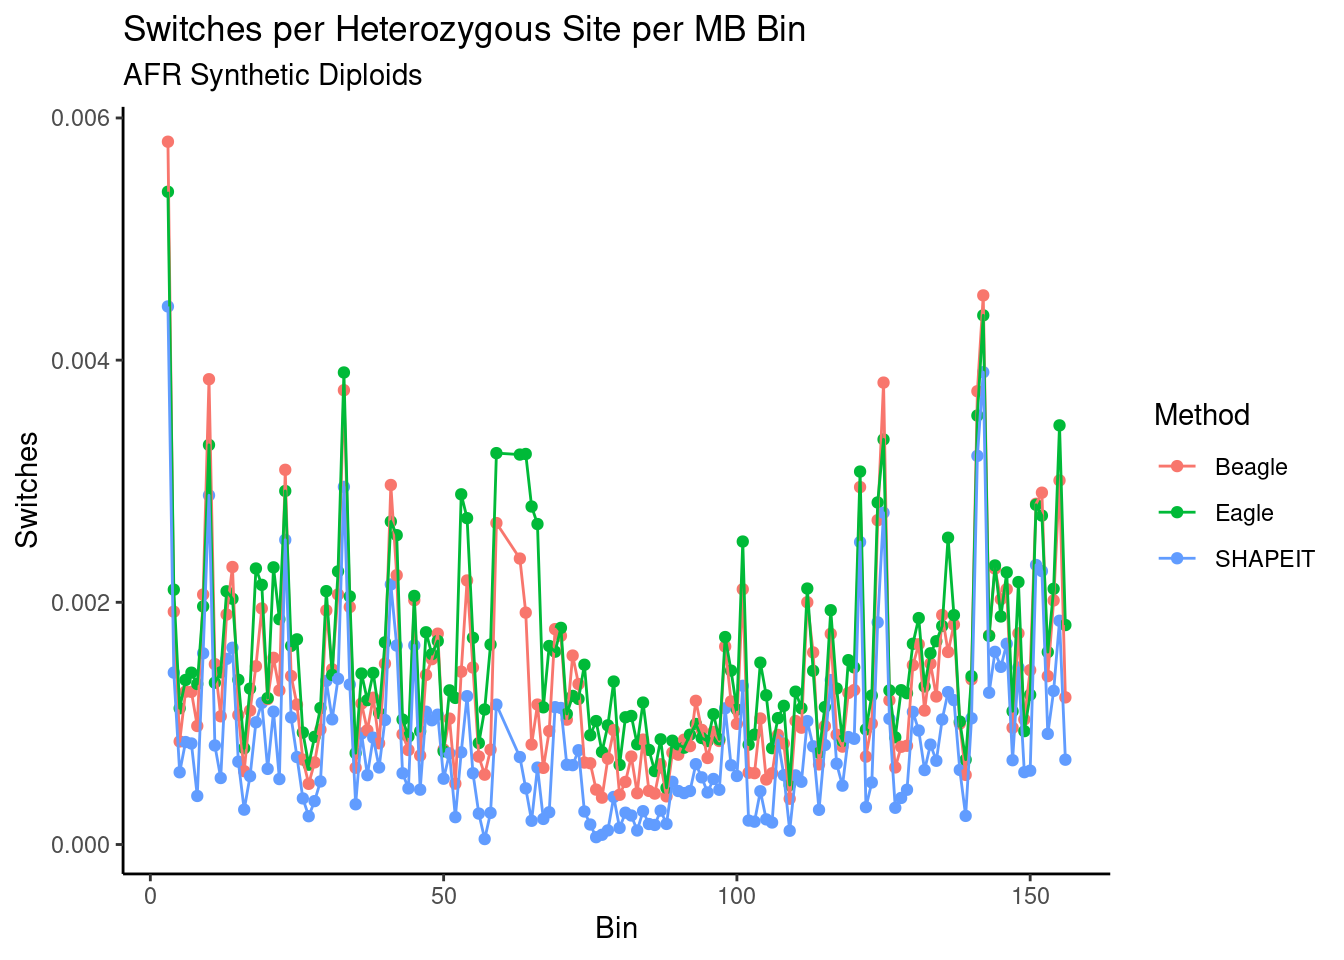 Switches per Heterozygous Site per MB Bin
AFR Synthetic Diploids
0.006
0.004
0.002
0.000
Switches
0
50
100
150
Bin
Method
Beagle
Eagle
SHAPEIT